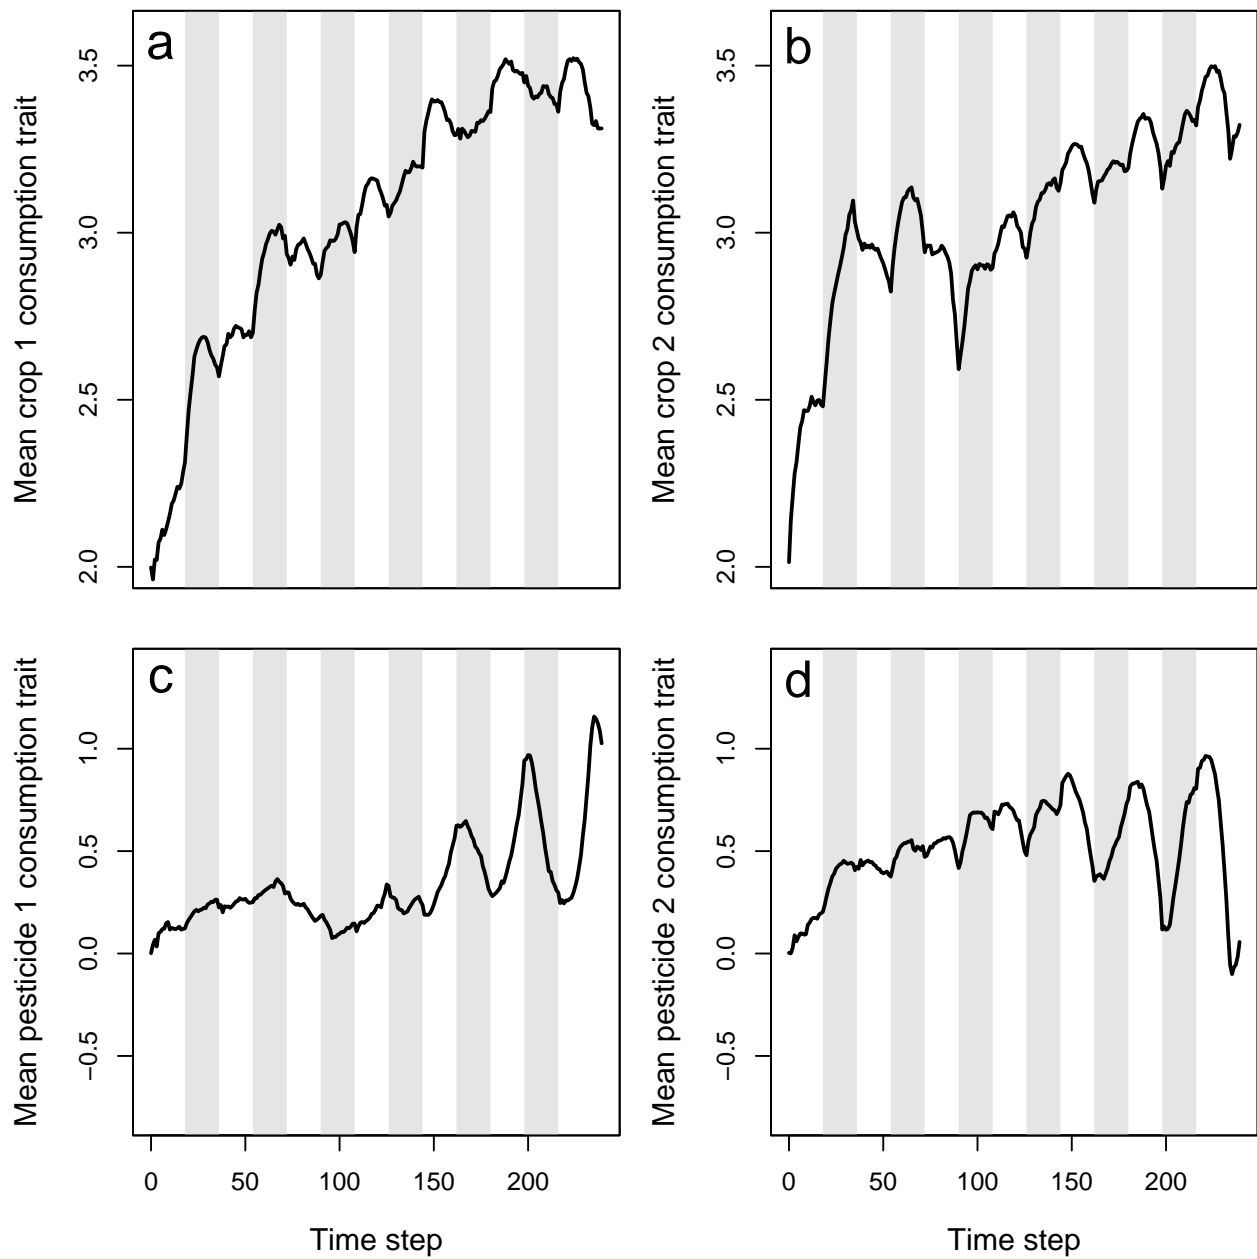 a
Mean crop 1 consumption trait
3.5
3.0
2.5
2.0
b
Mean crop 2 consumption trait
3.5
3.0
2.5
2.0
c
Mean pesticide 1 consumption trait
1.0
0.5
0.0
−0.5
0 50 100 150 200
Time step
d
Mean pesticide 2 consumption trait
1.0
0.5
0.0
−0.5
0 50 100 150 200
Time step